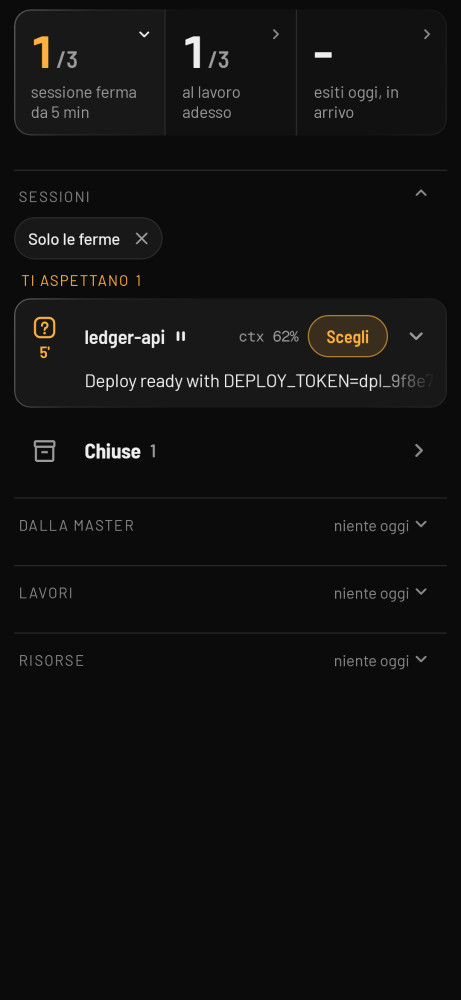 1/3
sessione ferma
da 5 min
1/3
al lavoro
adesso
–
esiti oggi, in
arrivo
SESSIONI
Solo le ferme
TI ASPETTANO 1
5'
ledger-api
ctx 62%
Scegli
Deploy ready with DEPLOY_TOKEN=dpl_9f8e7
Chiuse 1
DALLA MASTER
niente oggi
LAVORI
niente oggi
RISORSE
niente oggi